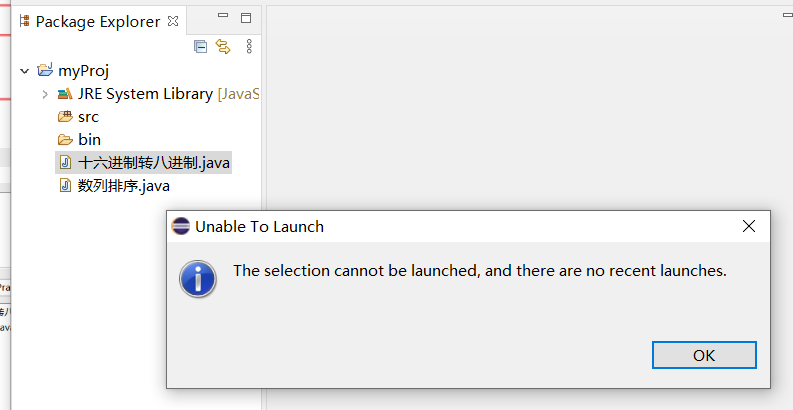 Package Explorer
myProj
JRE System Library [JavaS
src
bin
十六进制转八进制.java
数列排序.java
Unable To Launch
The selection cannot be launched, and there are no recent launches.
OK
Pra
java